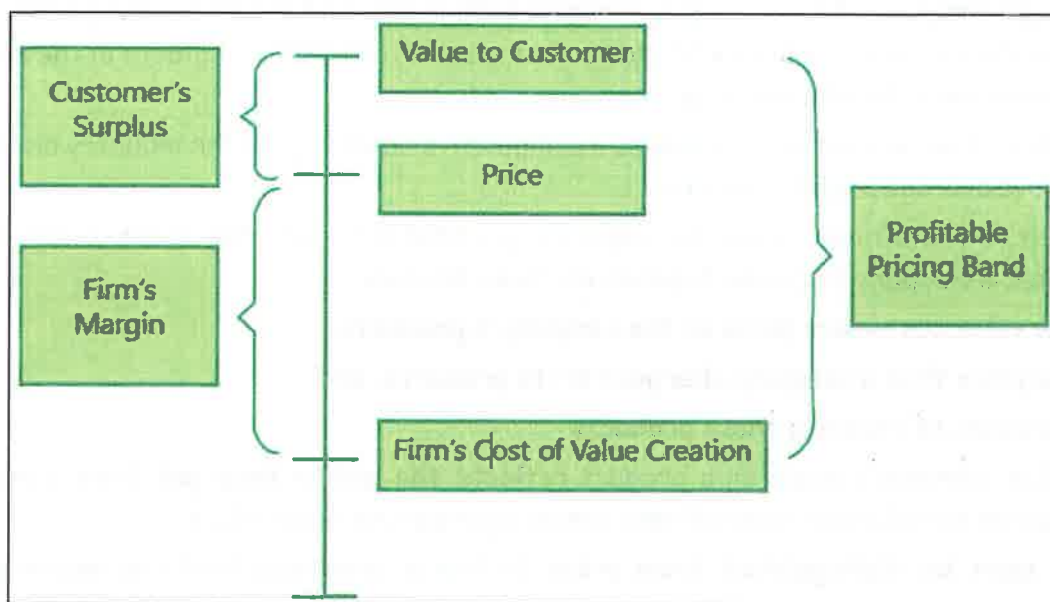 Customer's
Surplus
Value to Customer
Price
Firm's
Margin
Profitable
Pricing Band
Firm's Cost of Value Creation